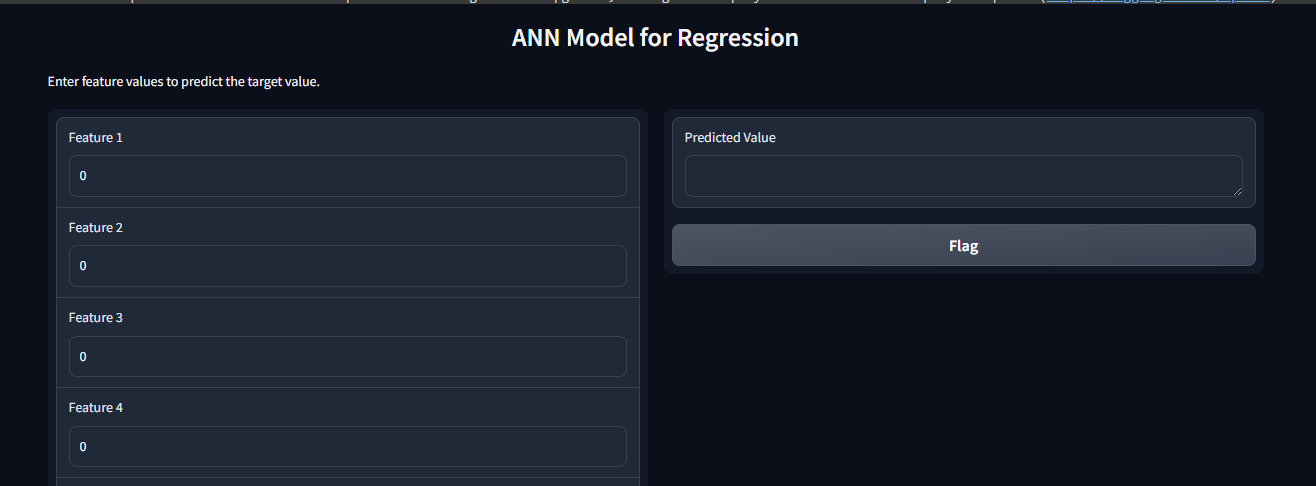 ANN Model for Regression
Enter feature values to predict the target value.
Feature 1
0
Feature 2
0
Feature 3
0
Feature 4
0
Predicted Value
Flag